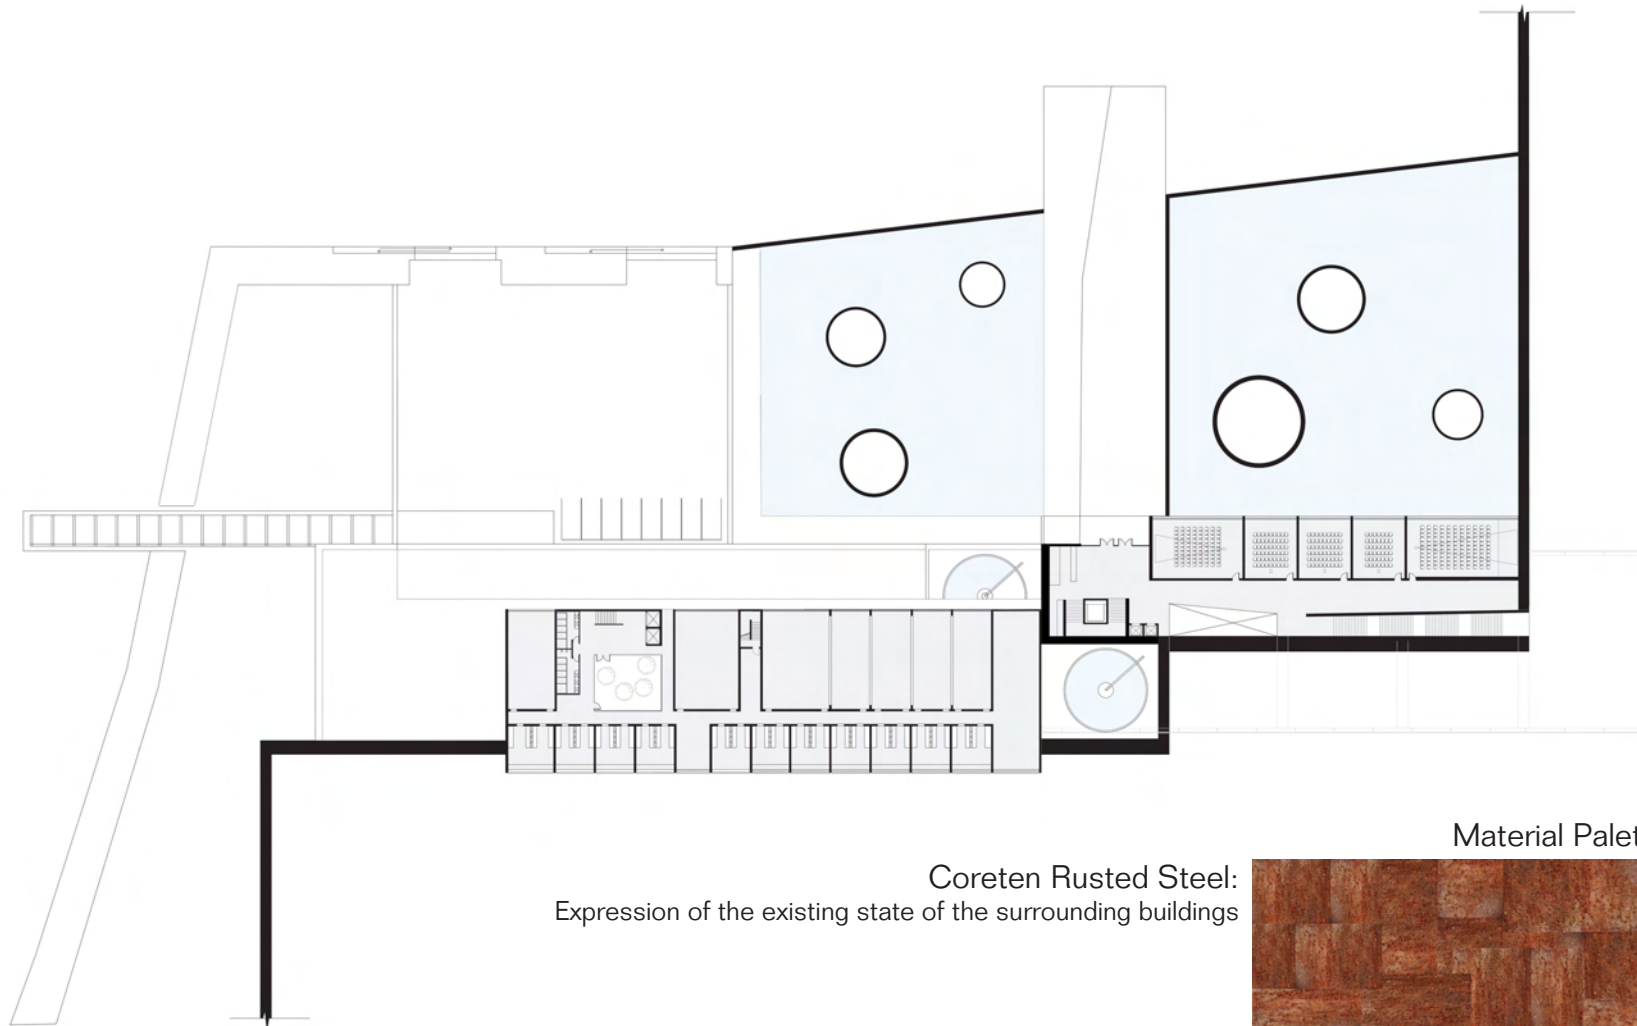 Material Palet
Coreten Rusted Steel:
Expression of the existing state of the surrounding buildings